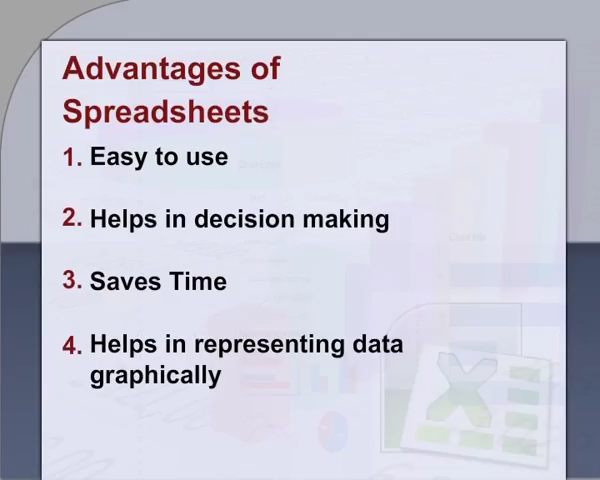 Advantages of
Spreadsheets
1. Easy to use
2. Helps in decision making
3. Saves Time
4. Helps in representing data
graphically